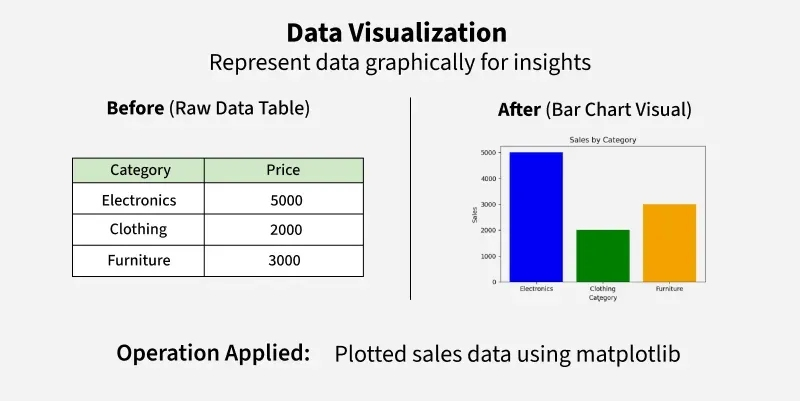 Data Visualization
Represent data graphically for insights
Before (Raw Data Table)
Category Price
Electronics 5000
Clothing 2000
Furniture 3000
After (Bar Chart Visual)
Sales by Category
5000
4000
3000
2000
1000
0
Sales
Electronics Clothing Furniture
Category
Operation Applied: Plotted sales data using matplotlib